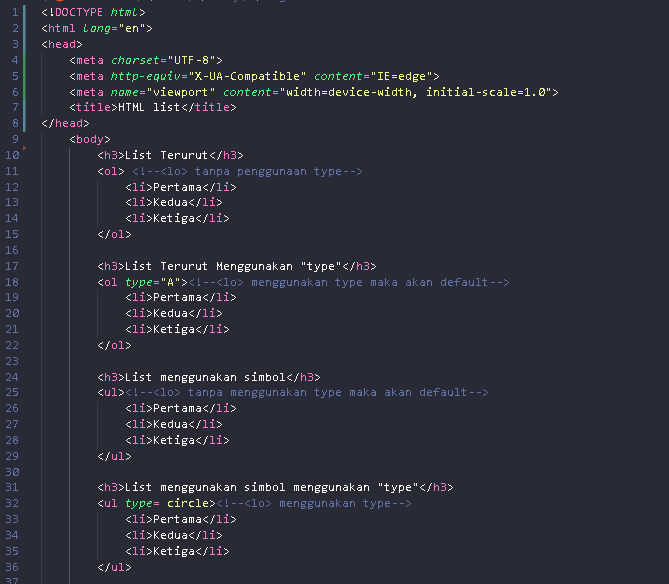 1 <!DOCTYPE html>
2 <html lang="en">
3 <head>
4 <meta charset="UTF-8">
5 <meta http-equiv="X-UA-Compatible" content="IE=edge">
6 <meta name="viewport" content="width=device-width, initial-scale=1.0">
7 <title>HTML list</title>
8 </head>
9 <body>
10 <h3>List Terurut</h3>
11 <ol> <!--<lo> tanpa penggunaan type-->
12 <li>Pertama</li>
13 <li>Kedua</li>
14 <li>Ketiga</li>
15 </ol>
16
17 <h3>List Terurut Menggunakan "type"</h3>
18 <ol type="A"><!--<lo> menggunakan type maka akan default-->
19 <li>Pertama</li>
20 <li>Kedua</li>
21 <li>Ketiga</li>
22 </ol>
23
24 <h3>List menggunakan simbol</h3>
25 <ul><!--<lo> tanpa menggunakan type maka akan default-->
26 <li>Pertama</li>
27 <li>Kedua</li>
28 <li>Ketiga</li>
29 </ul>
30
31 <h3>List menggunakan simbol menggunakan "type"</h3>
32 <ul type= circle><!--<lo> menggunakan type-->
33 <li>Pertama</li>
34 <li>Kedua</li>
35 <li>Ketiga</li>
36 </ul>
37